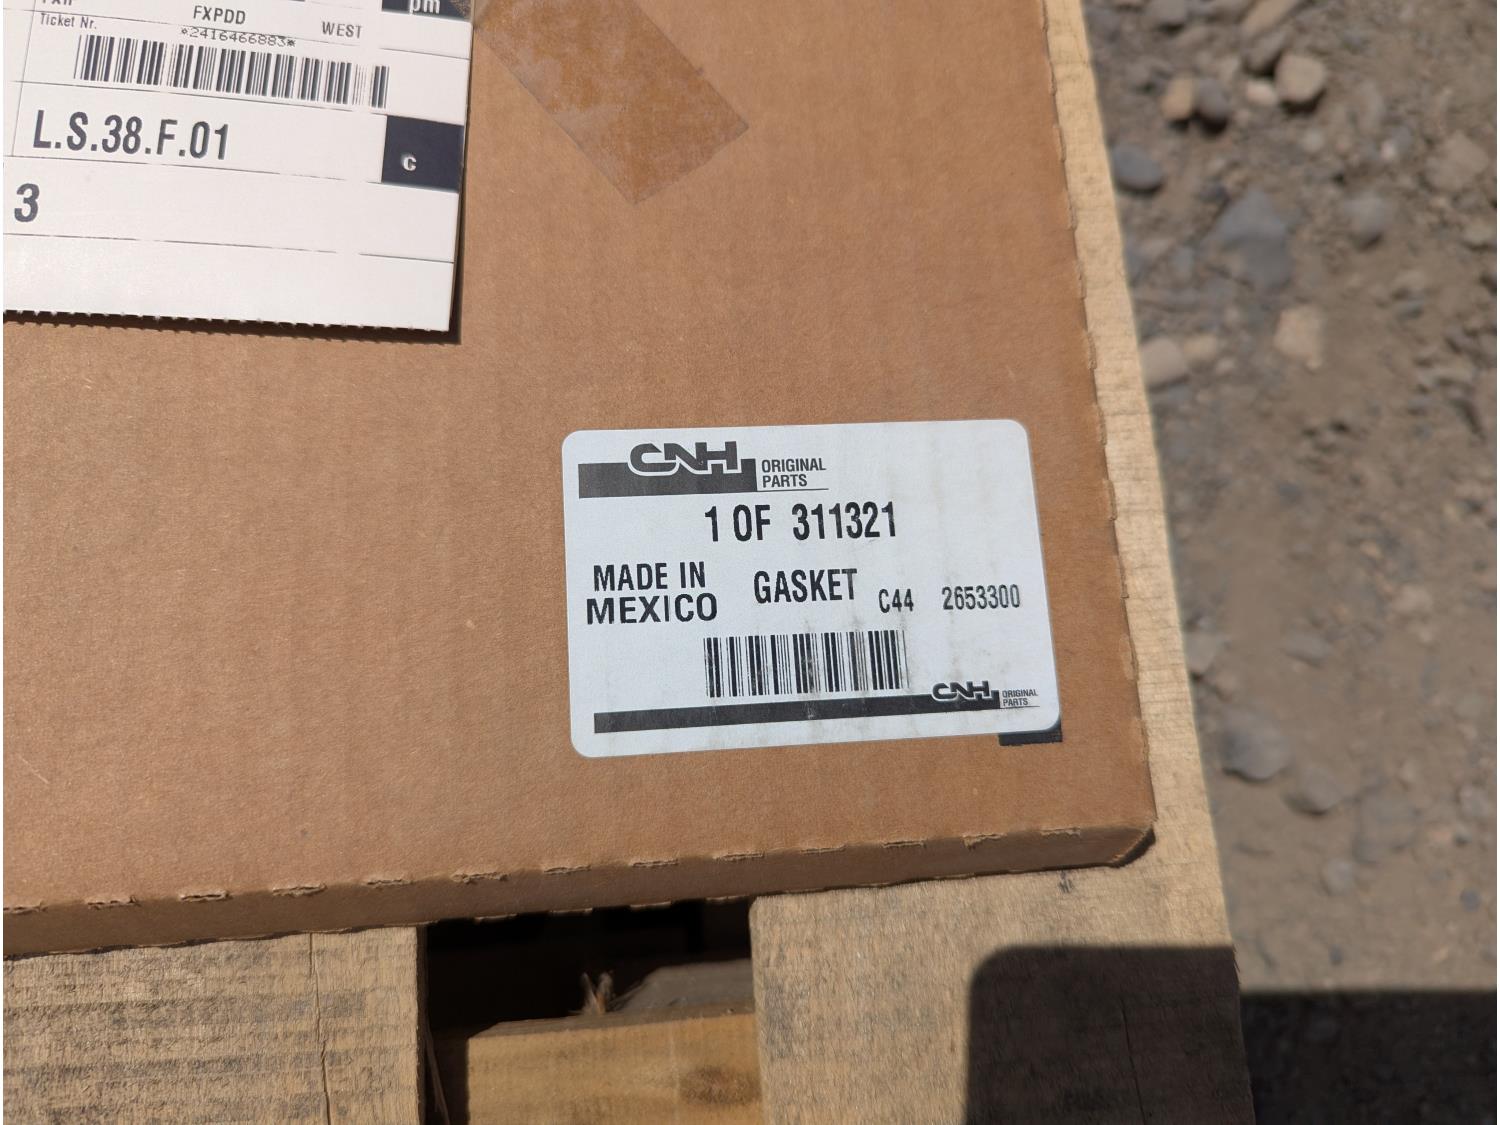 pm
FXPDD
WEST
Ticket Nr.
*2416466883*
L.S.38.F.01
C
3
CNH ORIGINAL
PARTS
1 OF 311321
MADE IN
MEXICO
GASKET C44 2653300
CNH ORIGINAL
PARTS